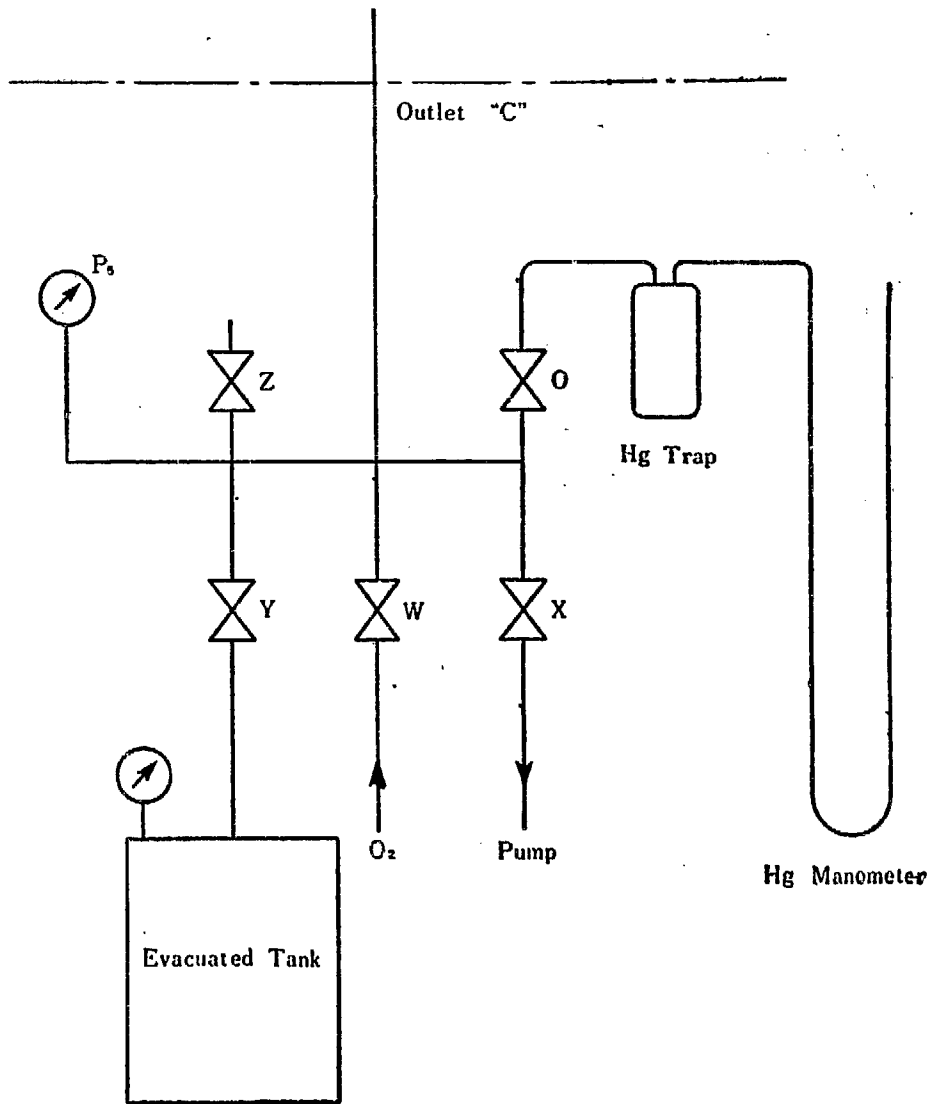 Outlet "C"
P₅
Z
O
Hg Trap
Y
W
X
O₂
Pump
Hg Manometer
Evacuated Tank